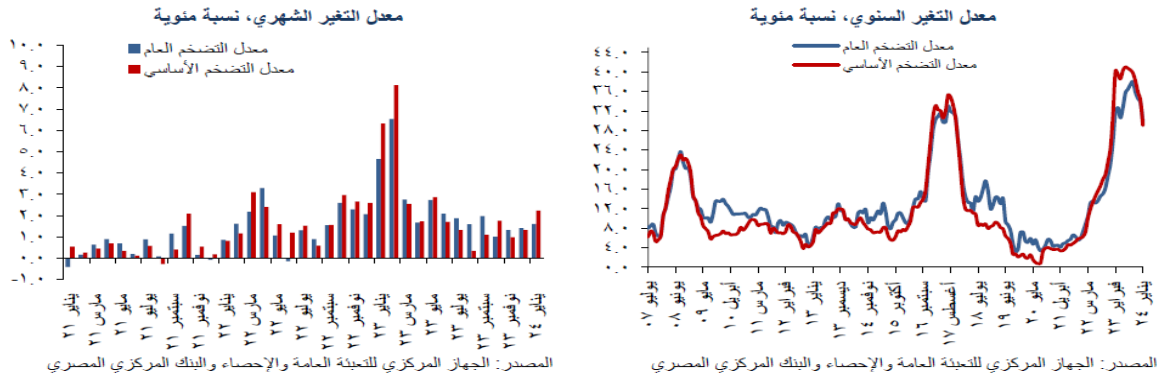 معدل التغير السنوي، نسبة مئوية
معدل التضخم العام
معدل التضخم الأساسي
٤٤.٠
٤٠.٠
٣٦.٠
٣٢.٠
٢٨.٠
٢٤.٠
٢٠.٠
١٦.٠
١٢.٠
٨.٠
٤.٠
٠.٠
يوليو ٠٧
يونيو ٠٨
مايو ٠٩
أبريل ١٠
مارس ١١
فبراير ١٢
يناير ١٣
ديسمبر ١٣
نوفمبر ١٤
أكتوبر ١٥
سبتمبر ١٦
أغسطس ١٧
يوليو ١٨
يونيو ١٩
مايو ٢٠
أبريل ٢١
مارس ٢٢
فبراير ٢٣
يناير ٢٤
المصدر: الجهاز المركزي للتعبئة العامة والإحصاء والبنك المركزي المصري
معدل التغير الشهري، نسبة مئوية
معدل التضخم العام
معدل التضخم الأساسي
١٠.٠
٩.٠
٨.٠
٧.٠
٦.٠
٥.٠
٤.٠
٣.٠
٢.٠
١.٠
٠.٠
-١.٠
يناير ٢١
مارس ٢١
مايو ٢١
يوليو ٢١
سبتمبر ٢١
نوفمبر ٢١
يناير ٢٢
مارس ٢٢
مايو ٢٢
يوليو ٢٢
سبتمبر ٢٢
نوفمبر ٢٢
يناير ٢٣
مارس ٢٣
مايو ٢٣
يوليو ٢٣
سبتمبر ٢٣
نوفمبر ٢٣
يناير ٢٤
المصدر: الجهاز المركزي للتعبئة العامة والإحصاء والبنك المركزي المصري